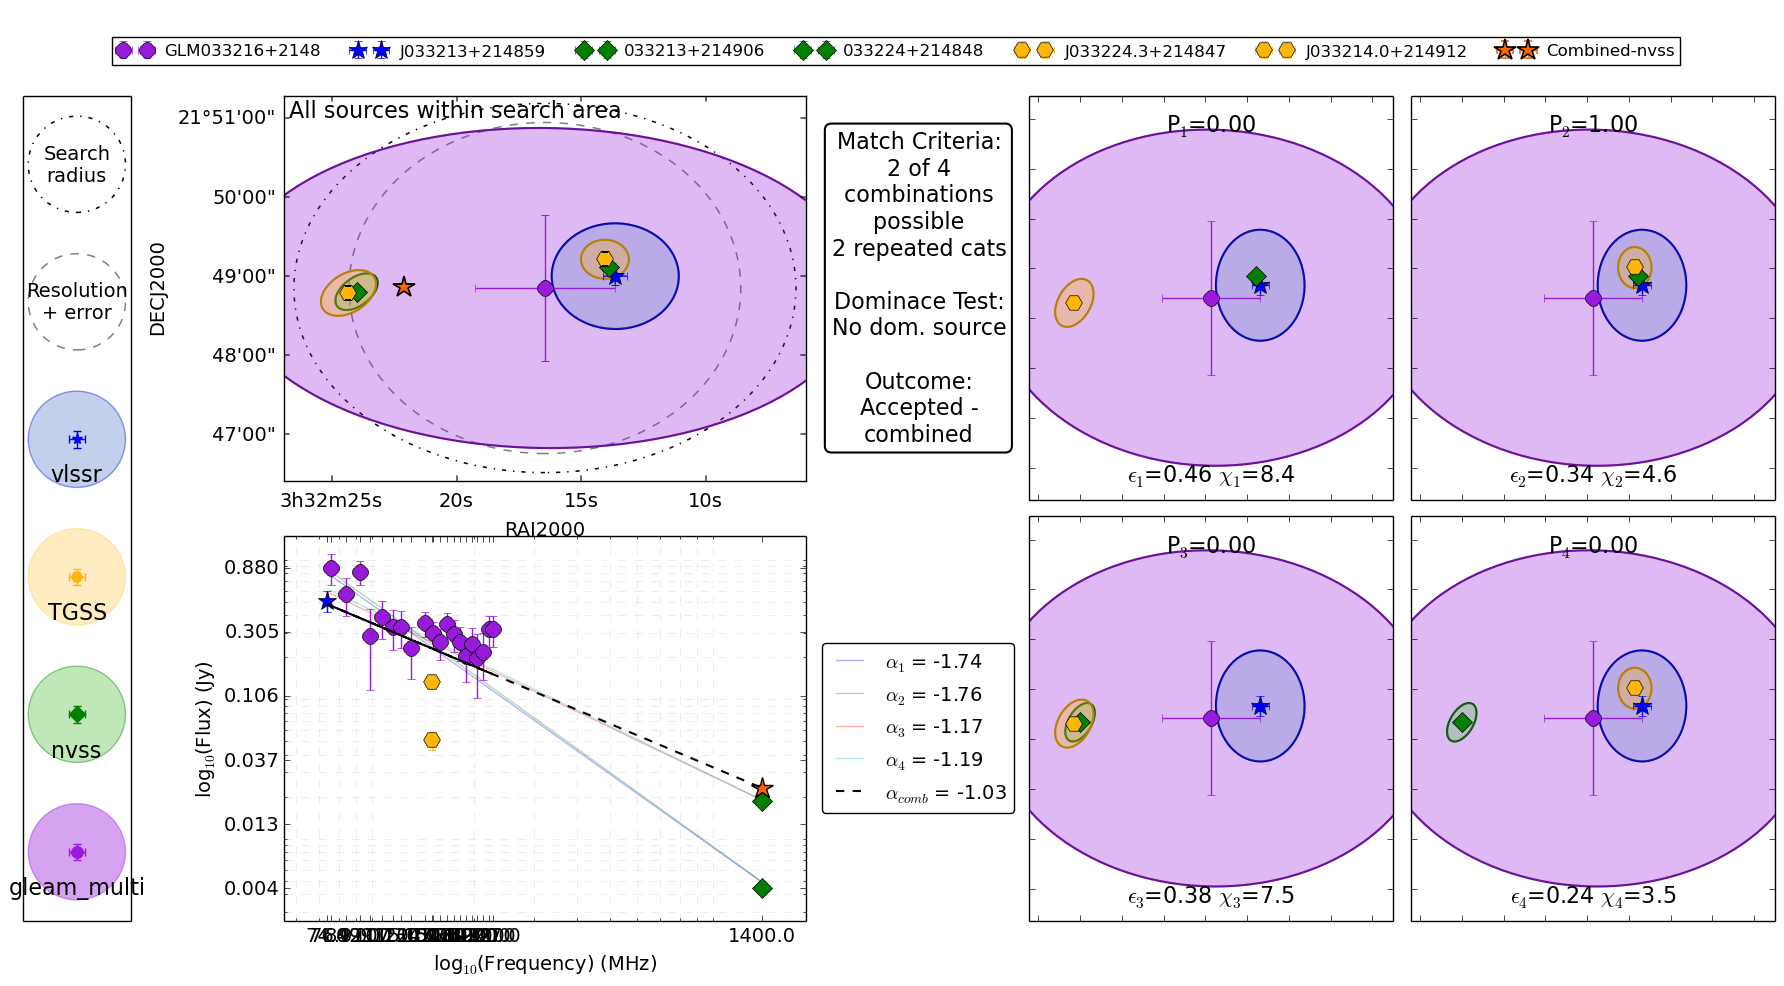 GLM033216+2148 J033213+214859 033213+214906 033224+214848 J033224.3+214847 J033214.0+214912 Combined-nvss
Search
radius
Resolution
+ error
vlssr
TGSS
nvss
gleam_multi
All sources within search area
21°51'00"
50'00"
49'00"
48'00"
47'00"
DECJ2000
3h32m25s 20s 15s 10s
RAJ2000
Match Criteria:
2 of 4
combinations
possible
2 repeated cats
Dominace Test:
No dom. source
Outcome:
Accepted -
combined
P₁=0.00
ϵ₁=0.46 χ₁=8.4
P₂=1.00
ϵ₂=0.34 χ₂=4.6
0.880
0.305
0.106
0.037
0.013
0.004
log₁₀(Flux) (Jy)
1400.0
log₁₀(Frequency) (MHz)
α₁ = -1.74
α₂ = -1.76
α₃ = -1.17
α₄ = -1.19
α_comb = -1.03
P₃=0.00
ϵ₃=0.38 χ₃=7.5
P₄=0.00
ϵ₄=0.24 χ₄=3.5